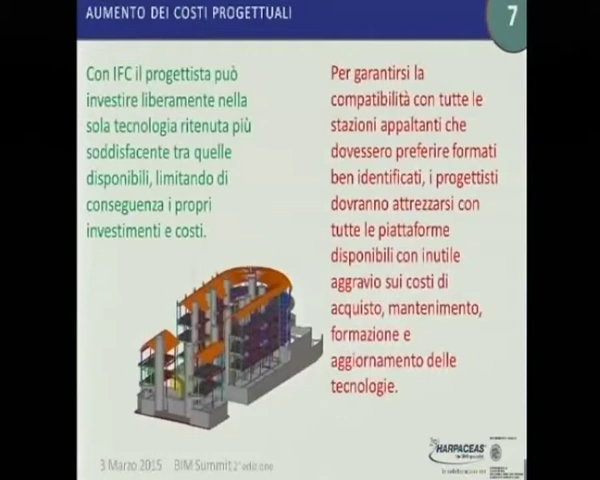 AUMENTO DEI COSTI PROGETTUALI
7
Con IFC il progettista può
investire liberamente nella
sola tecnologia ritenuta più
soddisfacente tra quelle
disponibili, limitando di
conseguenza i propri
investimenti e costi.
Per garantirsi la
compatibilità con tutte le
stazioni appaltanti che
dovessero preferire formati
ben identificati, i progettisti
dovranno attrezzarsi con
tutte le piattaforme
disponibili con inutile
aggravio sui costi di
acquisto, mantenimento,
formazione e
aggiornamento delle
tecnologie.
3 Marzo 2015 BIM Summit 2° edizione
HARPACEAS